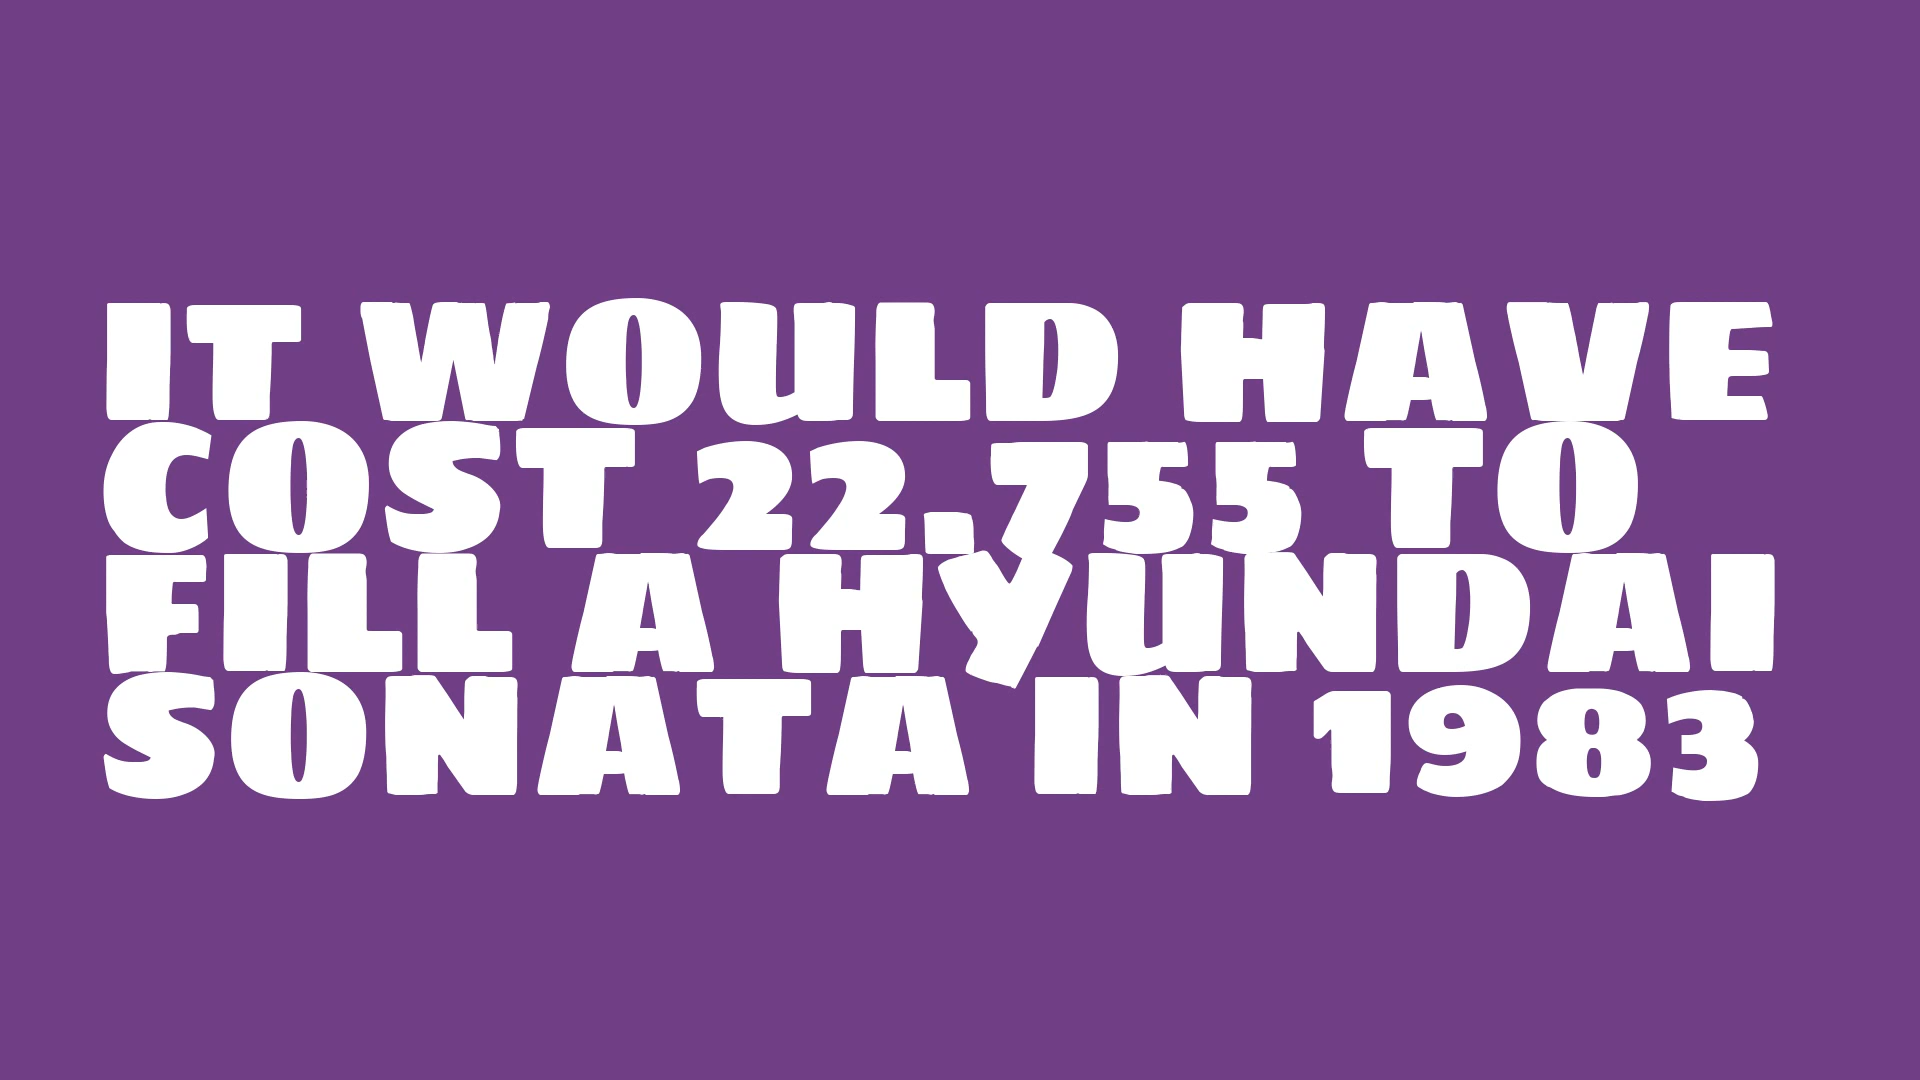 IT WOULD HAVE
COST 22.755 TO
FILL A HYUNDAI
SONATA IN 1983